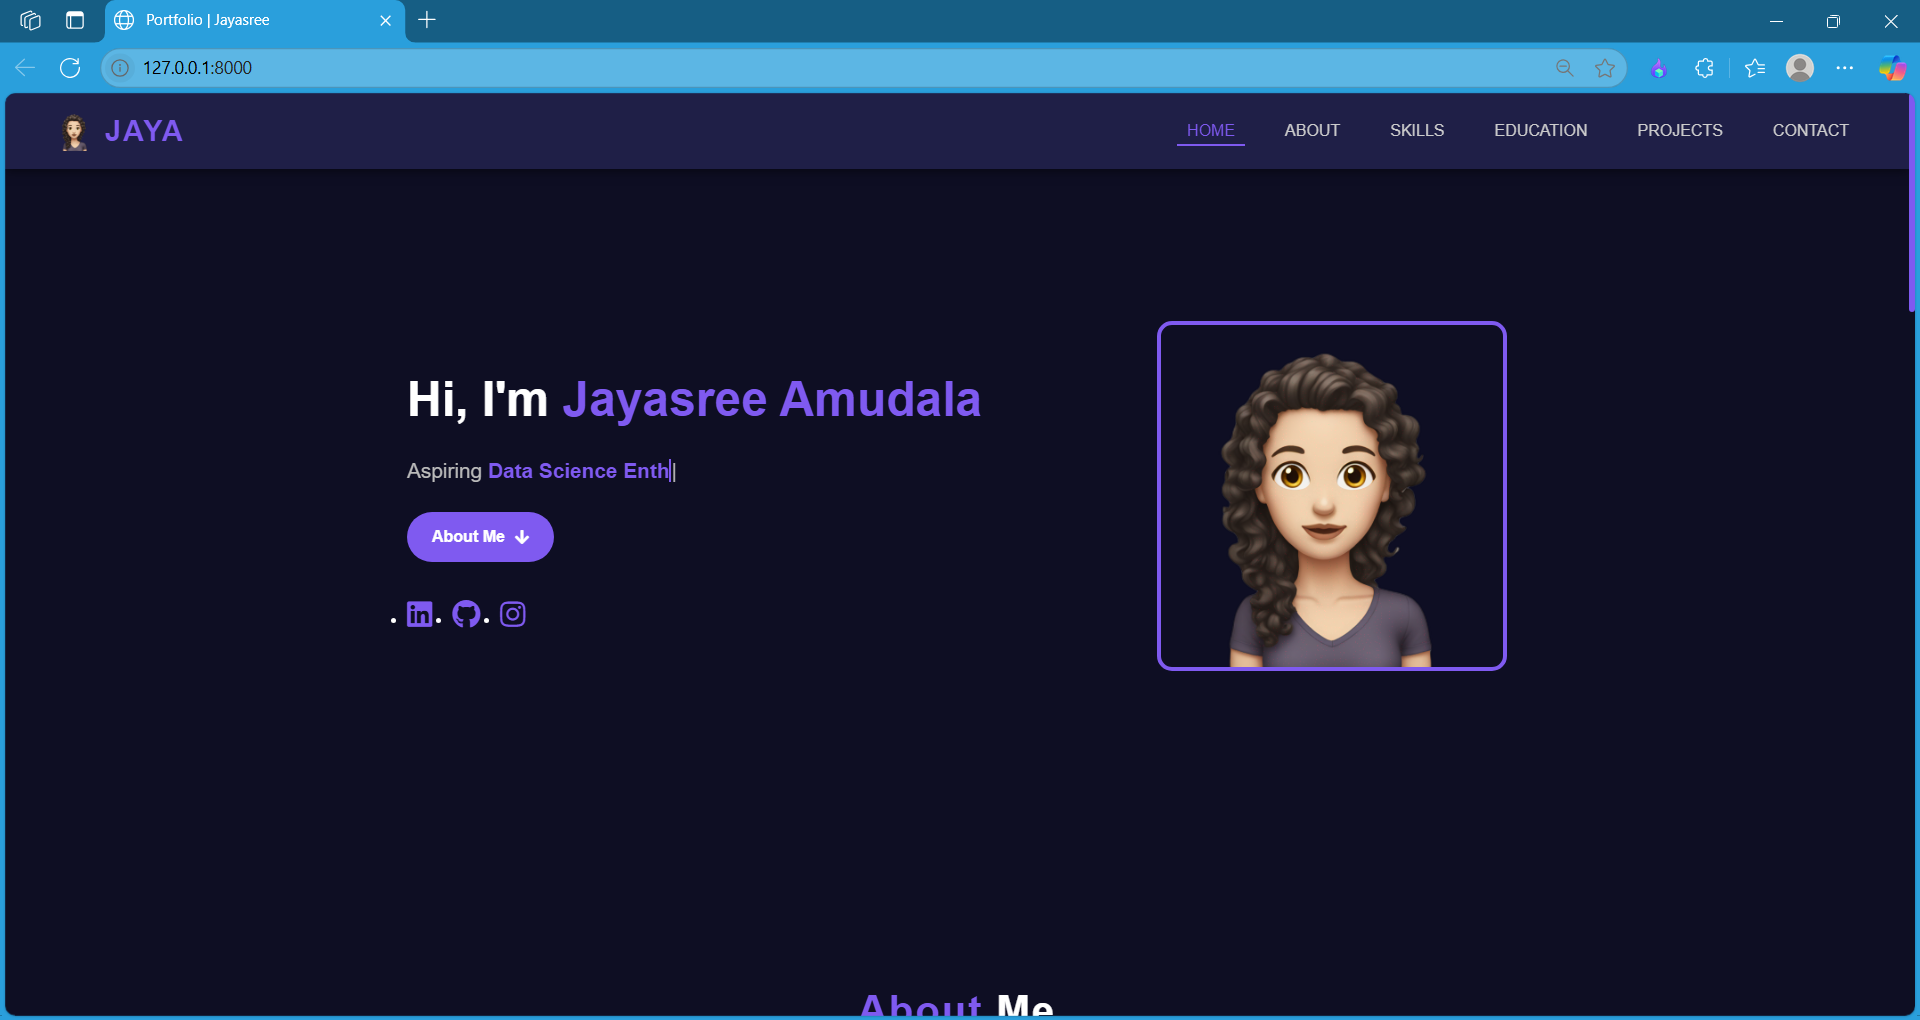 Portfolio | Jayasree
127.0.0.1:8000
JAYA
HOME ABOUT SKILLS EDUCATION PROJECTS CONTACT
Hi, I'm Jayasree Amudala
Aspiring Data Science Enth|
About Me
in
About Me